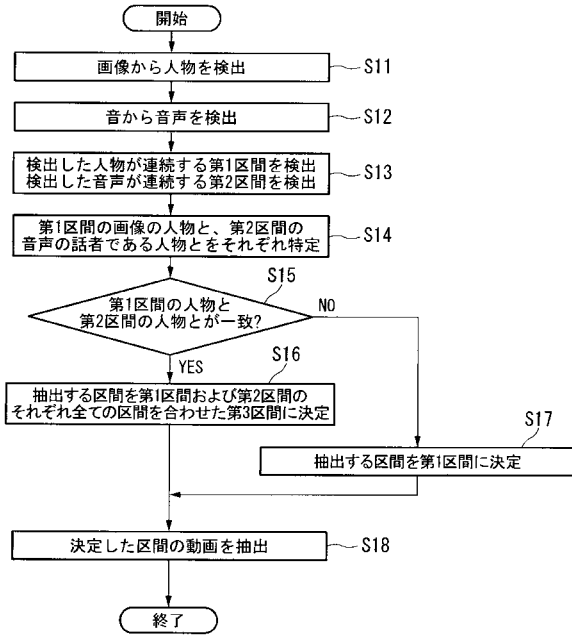 開始
画像から人物を検出
S11
音から音声を検出
S12
検出した人物が連続する第1区間を検出
検出した音声が連続する第2区間を検出
S13
第1区間の画像の人物と、第2区間の
音声の話者である人物とをそれぞれ特定
S14
S15
第1区間の人物と
第2区間の人物とが一致?
NO
YES
S16
抽出する区間を第1区間および第2区間の
それぞれ全ての区間を合わせた第3区間に決定
S17
抽出する区間を第1区間に決定
決定した区間の動画を抽出
S18
終了